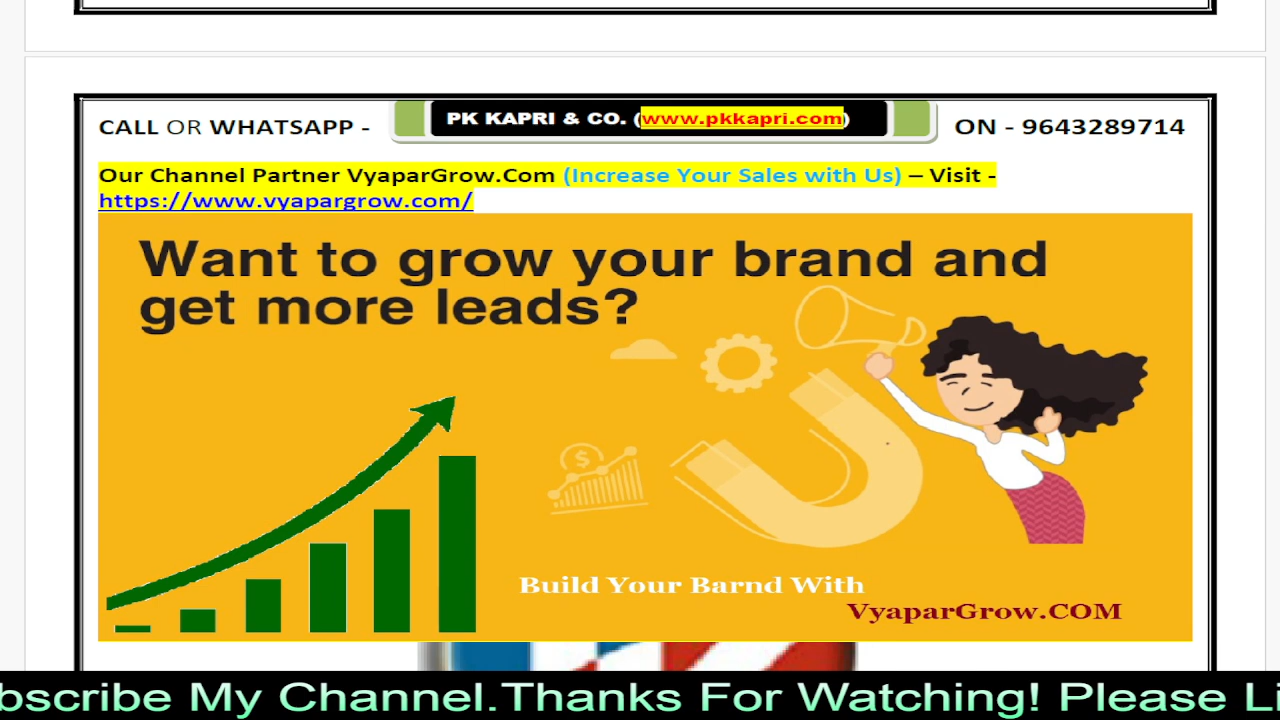 CALL OR WHATSAPP - PK KAPRI & CO. (www.pkkapri.com) ON - 9643289714
Our Channel Partner VyaparGrow.Com (Increase Your Sales with Us) – Visit -
https://www.vyapargrow.com/
Want to grow your brand and
get more leads?
$
Build Your Barnd With
VyaparGrow.COM
bscribe My Channel.Thanks For Watching! Please Li